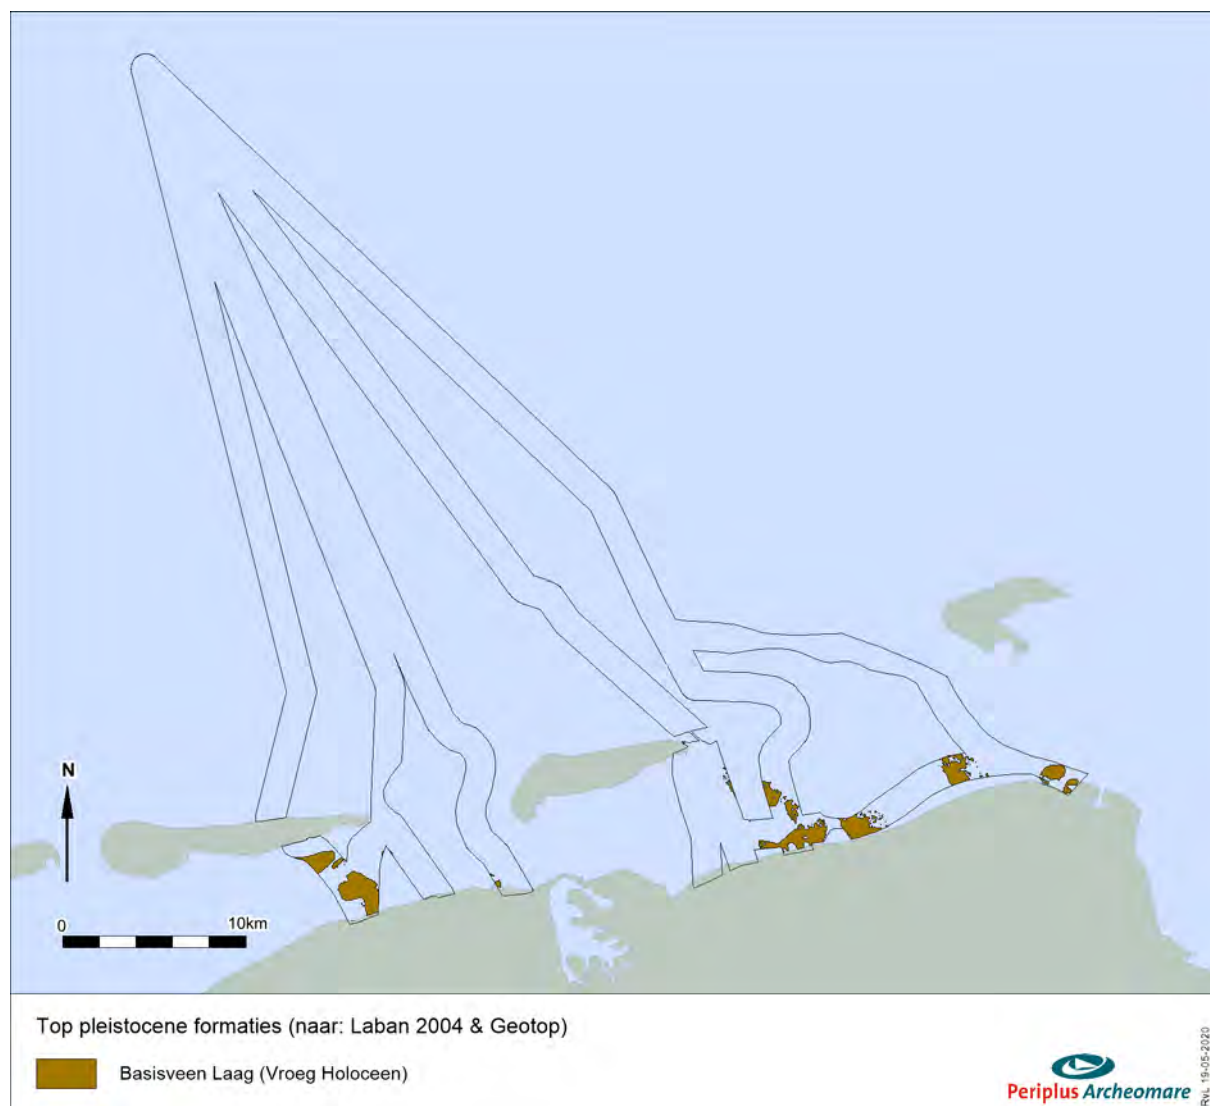 N
0 10km
Top pleistocene formaties (naar: Laban 2004 & Geotop)
Basisveen Laag (Vroeg Holoceen)
Periplus Archeomare
RvL 19-05-2020